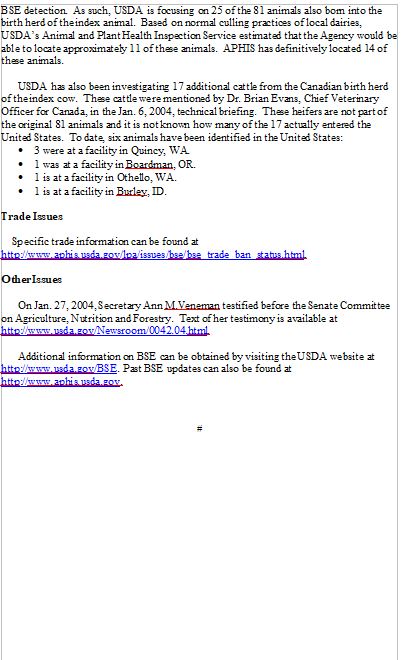 BSE detection. As such, USDA is focusing on 25 of the 81 animals also born into the
birth herd of the index animal. Based on normal culling practices of local dairies,
USDA's Animal and Plant Health Inspection Service estimated that the Agency would be
able to locate approximately 11 of these animals. APHIS has definitively located 14 of
these animals.
USDA has also been investigating 17 additional cattle from the Canadian birth herd
of the index cow. These cattle were mentioned by Dr. Brian Evans, Chief Veterinary
Officer for Canada, in the Jan. 6, 2004, technical briefing. These heifers are not part of
the original 81 animals and it is not known how many of the 17 actually entered the
United States. To date, six animals have been identified in the United States:
• 3 were at a facility in Quincy, WA.
• 1 was at a facility in Boardman, OR.
• 1 is at a facility in Othello, WA.
• 1 is at a facility in Burley, ID.
Trade Issues
Specific trade information can be found at
http://www.aphis.usda.gov/lpa/issues/bse/bse_trade_ban_status.html.
Other Issues
On Jan. 27, 2004, Secretary Ann M. Veneman testified before the Senate Committee
on Agriculture, Nutrition and Forestry. Text of her testimony is available at
http://www.usda.gov/Newsroom/0042.04.html.
Additional information on BSE can be obtained by visiting the USDA website at
http://www.usda.gov/BSE. Past BSE updates can also be found at
http://www.aphis.usda.gov.
#